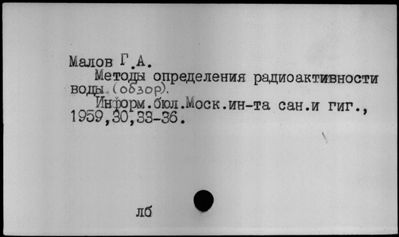 Малов Г.А.
Методы определения радиоактивности
воды (обзор).
Информ.бюл.Моск.ин-та сан.и гиг.,
1959,30,33-36.
лб